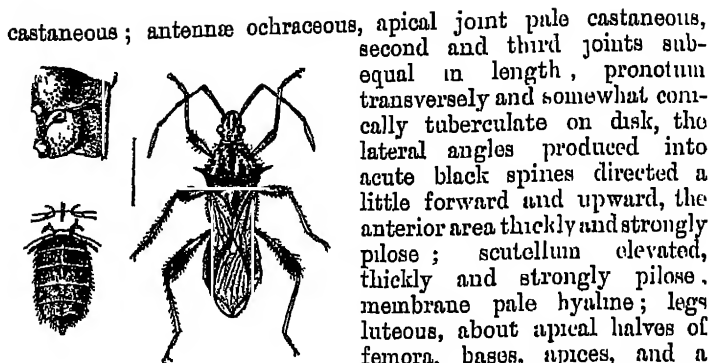 castaneous ; antennæ ochraceous, apical joint pale castaneous,
second and third joints sub-
equal in length , pronotum
transversely and somewhat coni-
cally tuberculate on disk, the
lateral angles produced into
acute black spines directed a
little forward and upward, the
anterior area thickly and strongly
pilose ; scutellum elevated,
thickly and strongly pilose .
membrane pale hyaline ; legs
luteous, about apical halves of
femora, bases, apices, and a